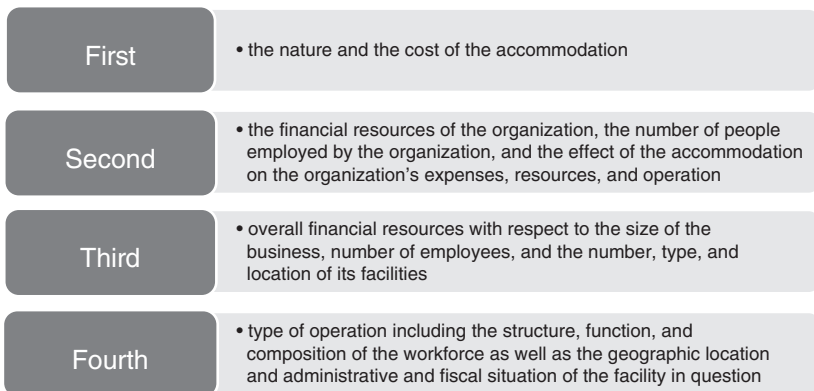 First
• the nature and the cost of the accommodation
Second
• the financial resources of the organization, the number of people
employed by the organization, and the effect of the accommodation
on the organization's expenses, resources, and operation
Third
• overall financial resources with respect to the size of the
business, number of employees, and the number, type, and
location of its facilities
Fourth
• type of operation including the structure, function, and
composition of the workforce as well as the geographic location
and administrative and fiscal situation of the facility in question